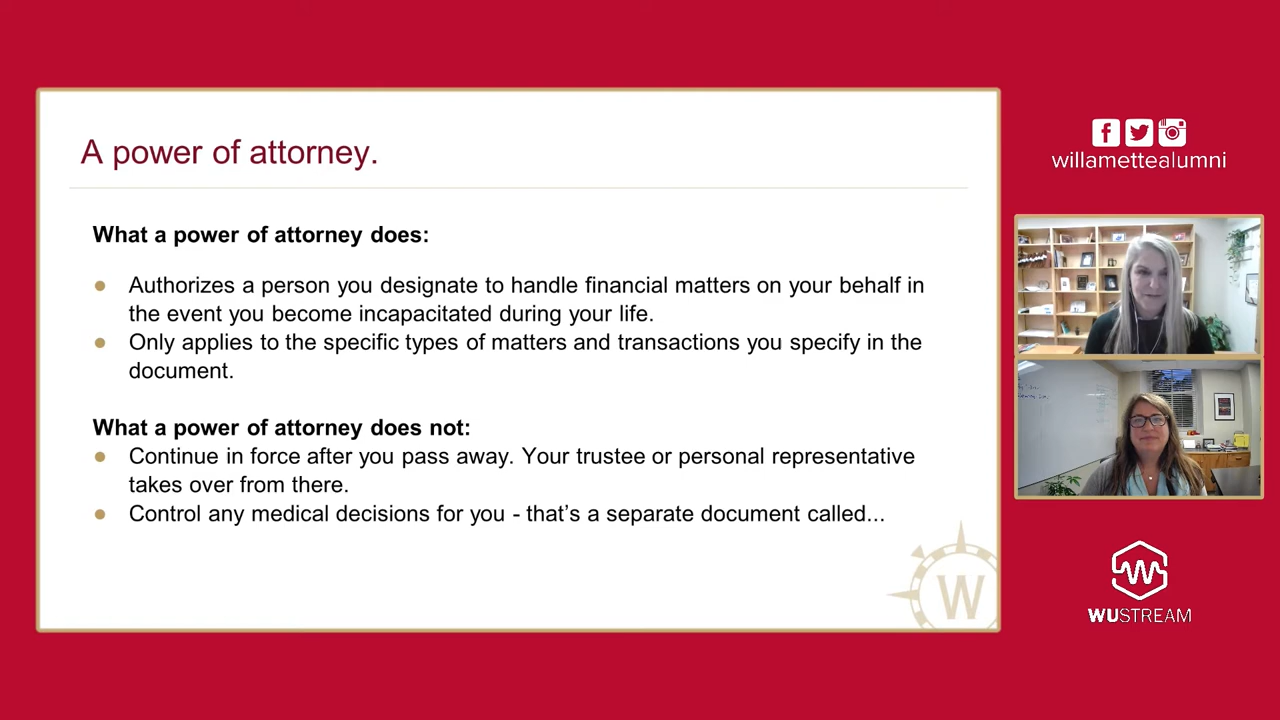 A power of attorney.
What a power of attorney does:
● Authorizes a person you designate to handle financial matters on your behalf in
the event you become incapacitated during your life.
● Only applies to the specific types of matters and transactions you specify in the
document.
What a power of attorney does not:
● Continue in force after you pass away. Your trustee or personal representative
takes over from there.
● Control any medical decisions for you - that’s a separate document called...
W
willamettealumni
WUSTREAM